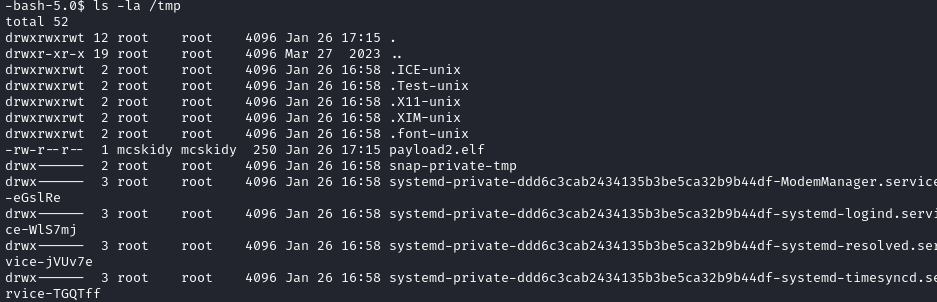 -bash-5.0$ ls -la /tmp
total 52
drwxrwxrwt 12 root    root    4096 Jan 26 17:15 .
drwxr-xr-x 19 root    root    4096 Mar 27  2023 ..
drwxrwxrwt  2 root    root    4096 Jan 26 16:58 .ICE-unix
drwxrwxrwt  2 root    root    4096 Jan 26 16:58 .Test-unix
drwxrwxrwt  2 root    root    4096 Jan 26 16:58 .X11-unix
drwxrwxrwt  2 root    root    4096 Jan 26 16:58 .XIM-unix
drwxrwxrwt  2 root    root    4096 Jan 26 16:58 .font-unix
-rw-r--r--  1 mcskidy mcskidy  250 Jan 26 17:15 payload2.elf
drwx------  2 root    root    4096 Jan 26 16:58 snap-private-tmp
drwx------  3 root    root    4096 Jan 26 16:58 systemd-private-ddd6c3cab2434135b3be5ca32b9b44df-ModemManager.service
-eGslRe
drwx------  3 root    root    4096 Jan 26 16:58 systemd-private-ddd6c3cab2434135b3be5ca32b9b44df-systemd-logind.servi
ce-WlS7mj
drwx------  3 root    root    4096 Jan 26 16:58 systemd-private-ddd6c3cab2434135b3be5ca32b9b44df-systemd-resolved.ser
vice-jVUv7e
drwx------  3 root    root    4096 Jan 26 16:58 systemd-private-ddd6c3cab2434135b3be5ca32b9b44df-systemd-timesyncd.se
rvice-TGQTff